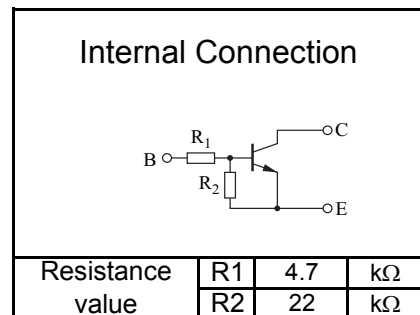 Internal Connection
C
R1
B
R2
E
Resistance value R1 4.7 kΩ
R2 22 kΩ